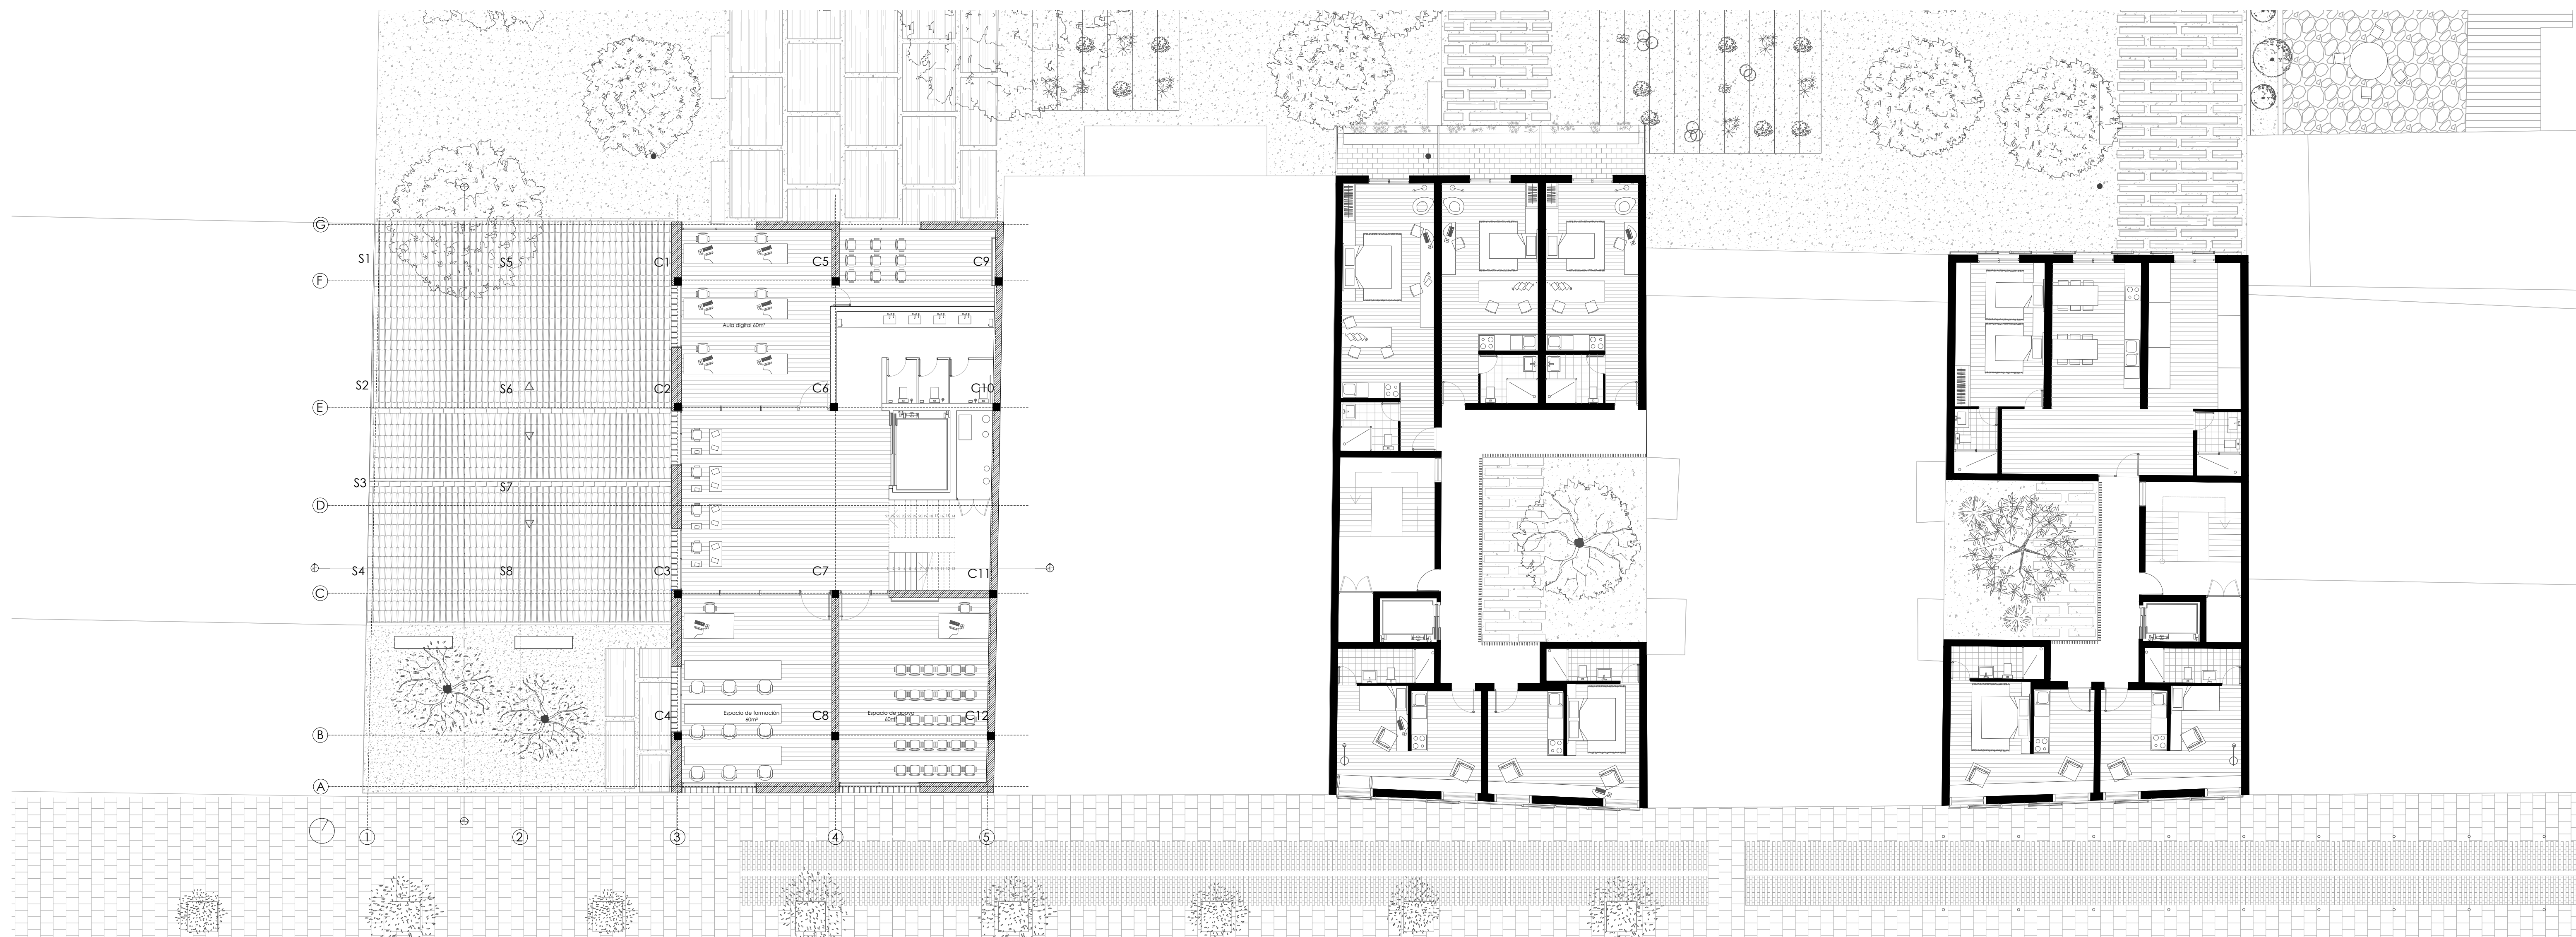 G
S1 S5 C1 C5 C9
F
Aula digital 60m²
S2 S6 C2 C6 C10
E
S3 S7
D
S4 S8 C3 C7 C11
C
Espacio de formación
60m²
Espacio de apoyo
60m²
C4 C8 C12
B
A
1 2 3 4 5